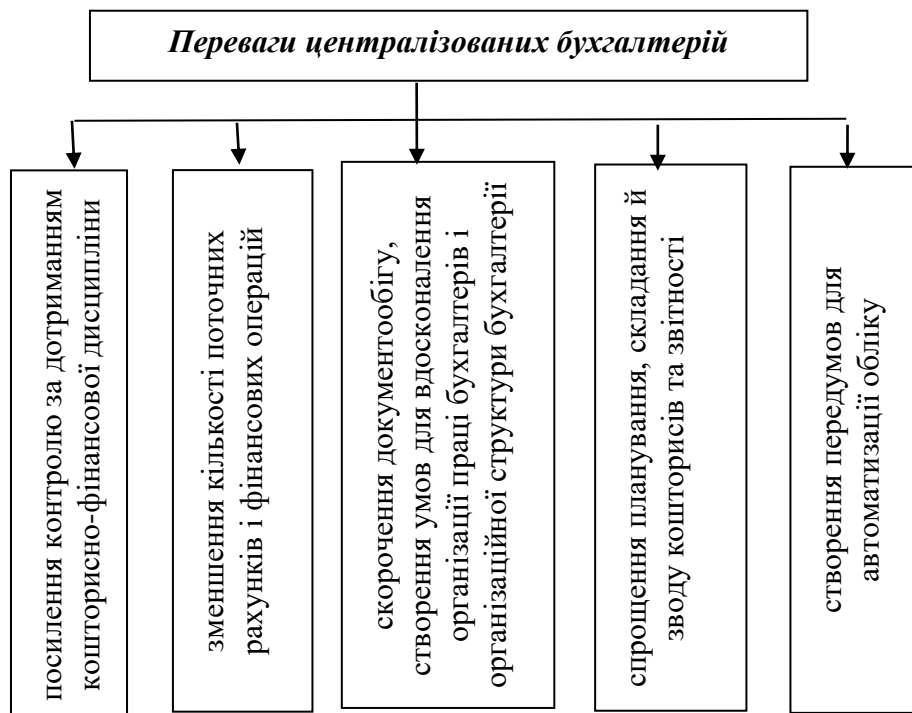 Переваги централізованих бухгалтерій
посилення контролю за дотриманням
кошторисно-фінансової дисципліни
зменшення кількості поточних
рахунків і фінансових операцій
скорочення документообігу,
створення умов для вдосконалення
організації праці бухгалтерів і
організаційної структури бухгалтерії
спрощення планування, складання й
зводу кошторисів та звітності
створення передумов для
автоматизації обліку